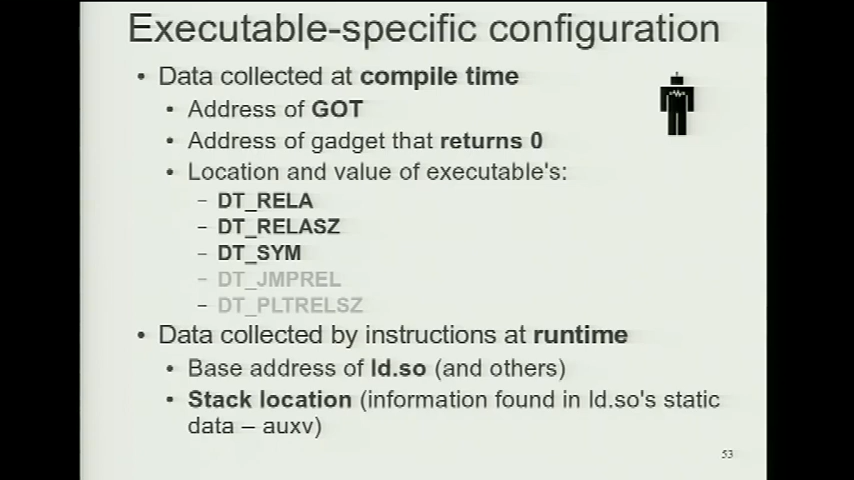 Executable-specific configuration
• Data collected at compile time
• Address of GOT
• Address of gadget that returns 0
• Location and value of executable's:
– DT_RELA
– DT_RELASZ
– DT_SYM
– DT_JMPREL
– DT_PLTRELSZ
• Data collected by instructions at runtime
• Base address of ld.so (and others)
• Stack location (information found in ld.so's static
data – auxv)
53